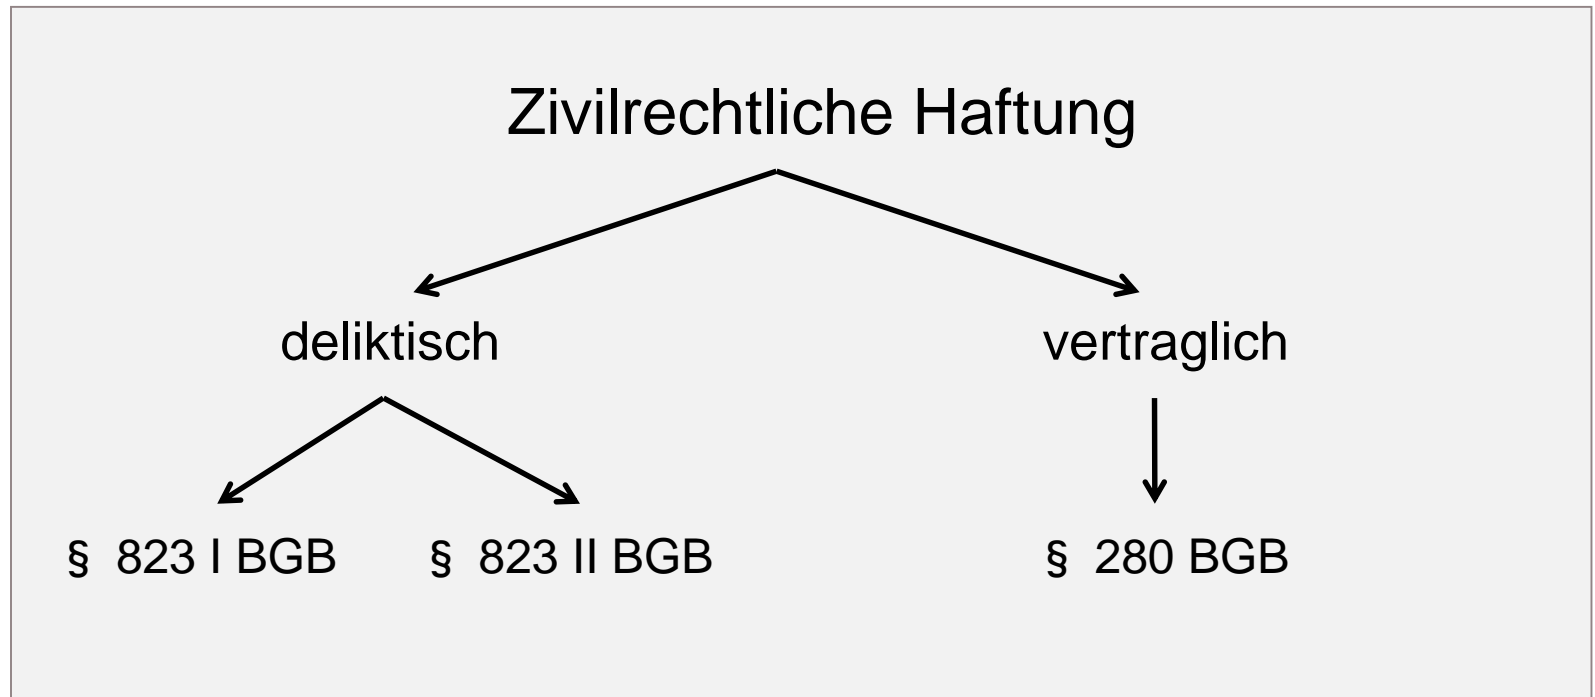 Zivilrechtliche Haftung
deliktisch vertraglich
§ 823 I BGB § 823 II BGB § 280 BGB